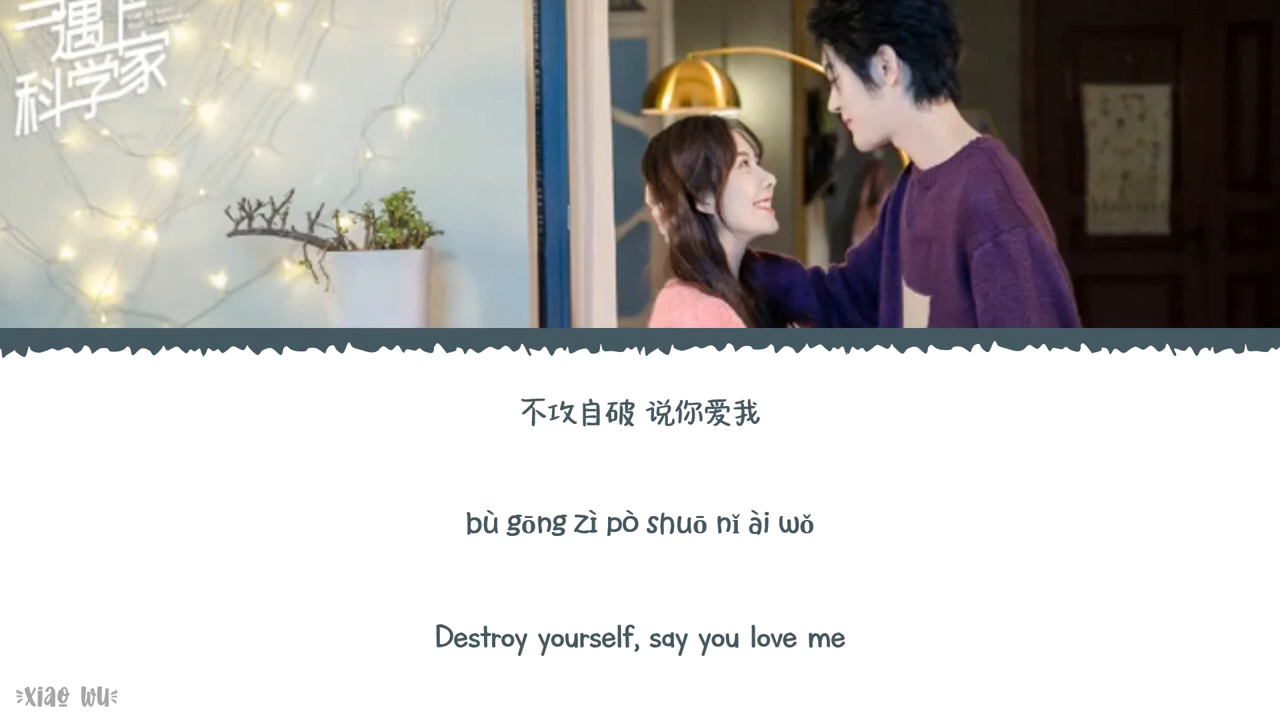 遇上
科学家
不攻自破 说你爱我
bù gōng zì pò shuō nǐ ài wǒ
Destroy yourself, say you love me
xiao wu